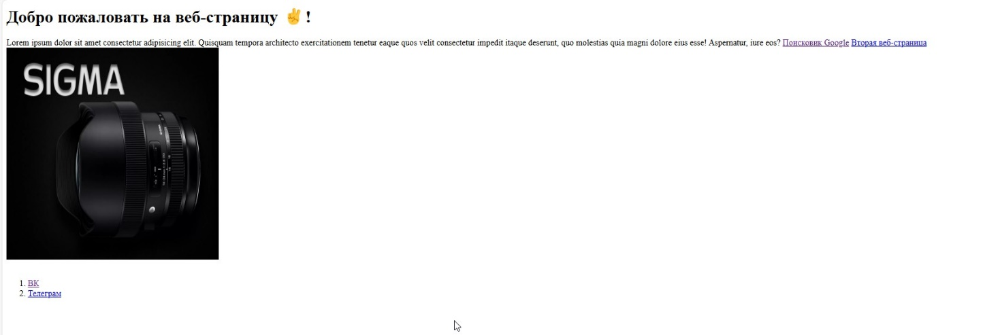 Добро пожаловать на веб-страницу ✌️!
Lorem ipsum dolor sit amet consectetur adipisicing elit. Quisquam tempora architecto exercitationem tenetur eaque quos velit consectetur impedit itaque deserunt, quo molestias quia magni dolore eius esse! Aspernatur, iure eos? Поисковик Google Вторая веб-страница
SIGMA
1. ВК
2. Телеграм